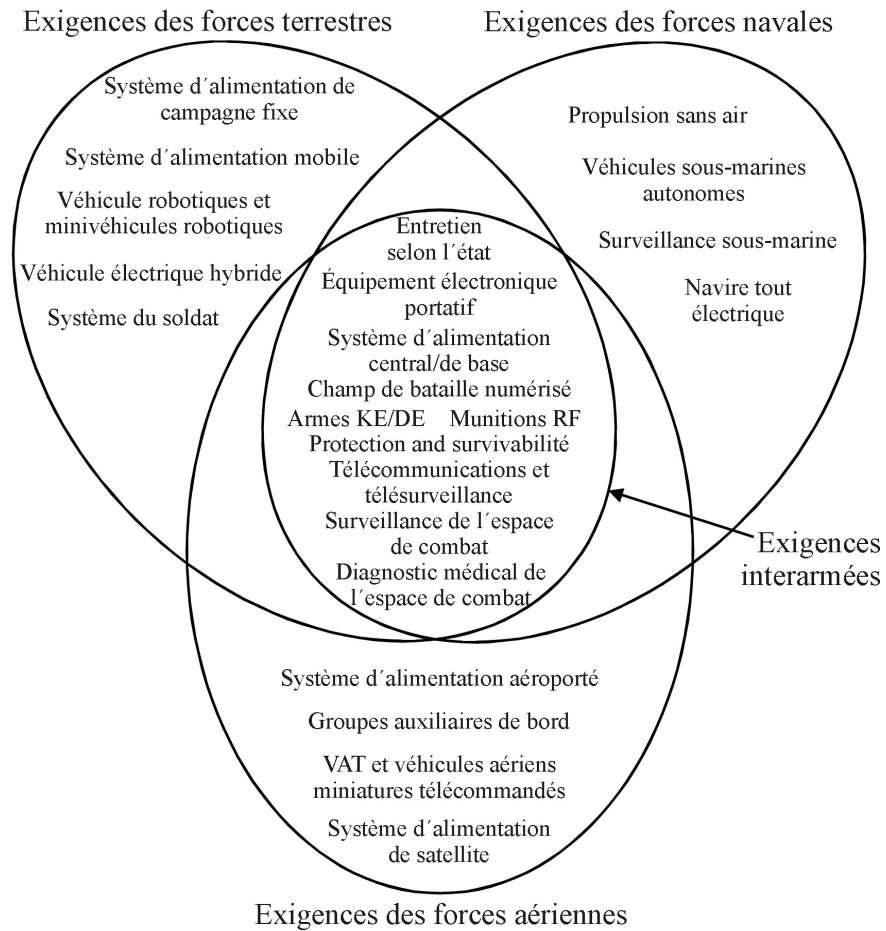 Exigences des forces terrestres
Exigences des forces navales
Système d´alimentation de
campagne fixe
Système d´alimentation mobile
Véhicule robotiques et
minivéhicules robotiques
Véhicule électrique hybride
Système du soldat
Propulsion sans air
Véhicules sous-marines
autonomes
Surveillance sous-marine
Navire tout
électrique
Entretien
selon l´état
Équipement électronique
portatif
Système d´alimentation
central/de base
Champ de bataille numérisé
Armes KE/DE Munitions RF
Protection and survivabilité
Télécommunications et
télésurveillance
Surveillance de l´espace
de combat
Diagnostic médical de
l´espace de combat
Exigences
interarmées
Système d´alimentation aéroporté
Groupes auxiliaires de bord
VAT et véhicules aériens
miniatures télécommandés
Système d´alimentation
de satellite
Exigences des forces aériennes